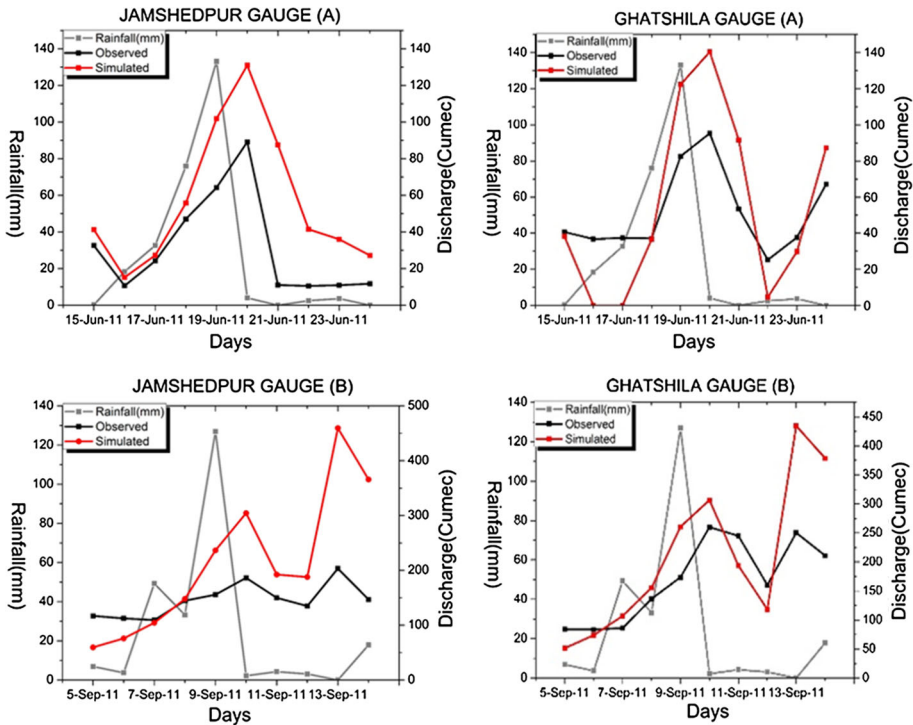 JAMSHEDPUR GAUGE (A)
Rainfall(mm)
Observed
Simulated
140
120
100
80
60
40
20
0
Rainfall(mm)
140
120
100
80
60
40
20
0
Discharge(Cumec)
15-Jun-11 17-Jun-11 19-Jun-11 21-Jun-11 23-Jun-11
Days
GHATSHILA GAUGE (A)
Rainfall(mm)
Observed
Simulated
140
120
100
80
60
40
20
0
Rainfall(mm)
140
120
100
80
60
40
20
0
Discharge(Cumec)
15-Jun-11 17-Jun-11 19-Jun-11 21-Jun-11 23-Jun-11
Days
JAMSHEDPUR GAUGE (B)
Rainfall(mm)
Observed
Simulated
140
120
100
80
60
40
20
0
Rainfall(mm)
500
400
300
200
100
0
Discharge(Cumec)
5-Sep-11 7-Sep-11 9-Sep-11 11-Sep-11 13-Sep-11
Days
GHATSHILA GAUGE (B)
Rainfall(mm)
Observed
Simulated
140
120
100
80
60
40
20
0
Rainfall(mm)
450
400
350
300
250
200
150
100
50
0
Discharge(Cumec)
5-Sep-11 7-Sep-11 9-Sep-11 11-Sep-11 13-Sep-11
Days